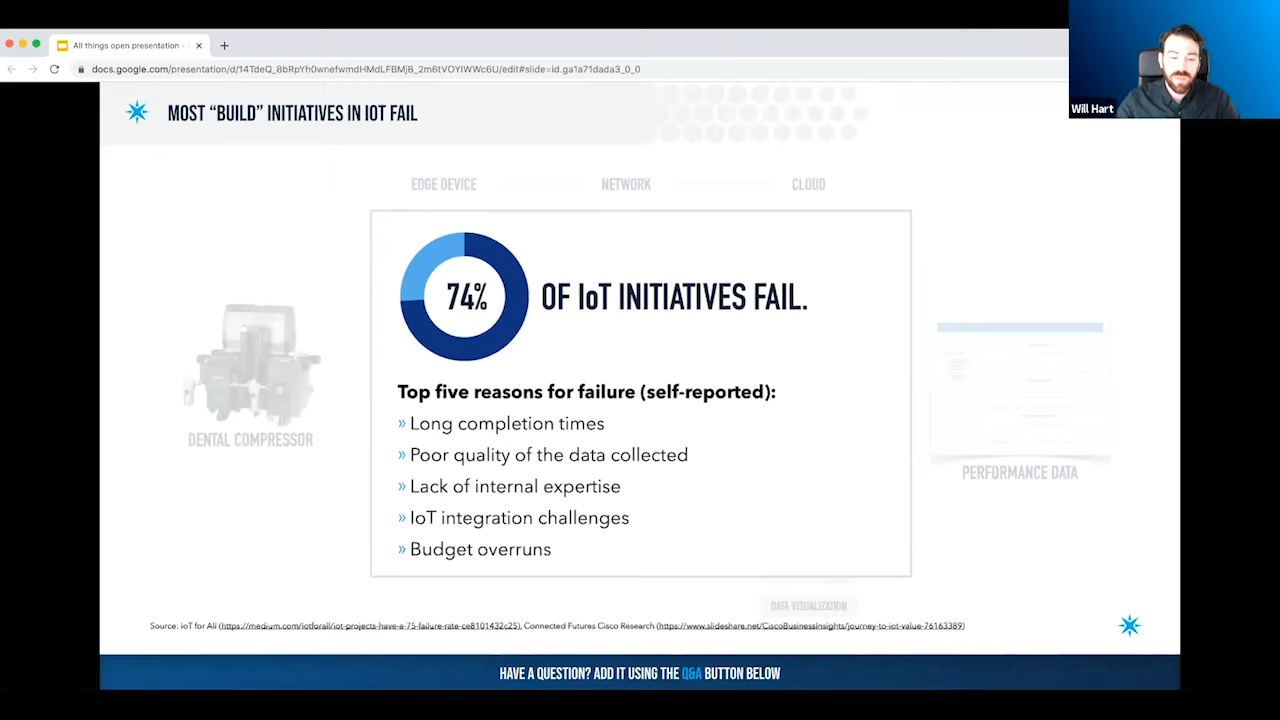 All things open presentation -
docs.google.com/presentation/d/14TdeQ_8bRpYh0wnefwmdHMdLFBMjB_2m6tVOYIWWc6U/edit#slide=id.ga1a71dada3_0_0
Will Hart
MOST “BUILD” INITIATIVES IN IOT FAIL
EDGE DEVICE NETWORK CLOUD
74% OF IoT INITIATIVES FAIL.
Top five reasons for failure (self-reported):
» Long completion times
» Poor quality of the data collected
» Lack of internal expertise
» IoT integration challenges
» Budget overruns
DENTAL COMPRESSOR
PERFORMANCE DATA
DATA VISUALIZATION
Source: ioT for All (https://medium.com/iotforall/iot-projects-have-a-75-failure-rate-ce8101432c25), Connected Futures Cisco Research (https://www.slideshare.net/CiscoBusinessInsights/journey-to-iot-value-76163389)
HAVE A QUESTION? ADD IT USING THE Q&A BUTTON BELOW